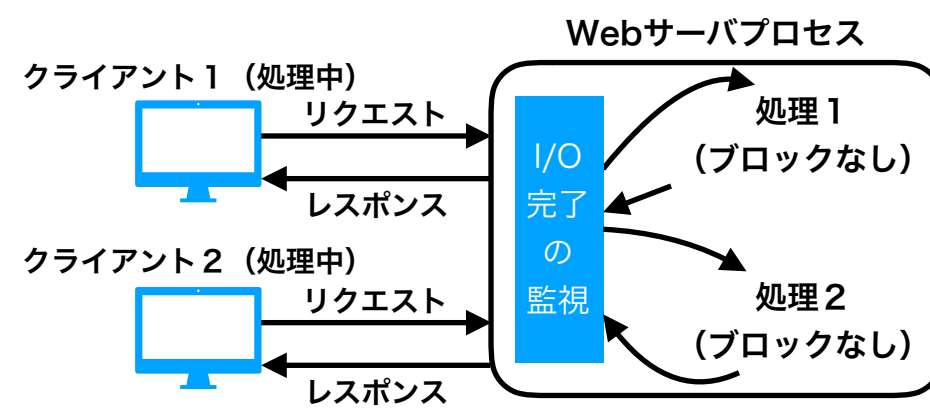 Webサーバプロセス
クライアント1（処理中）
リクエスト
レスポンス
クライアント2（処理中）
リクエスト
レスポンス
I/O
完了
の
監視
処理1
（ブロックなし）
処理2
（ブロックなし）